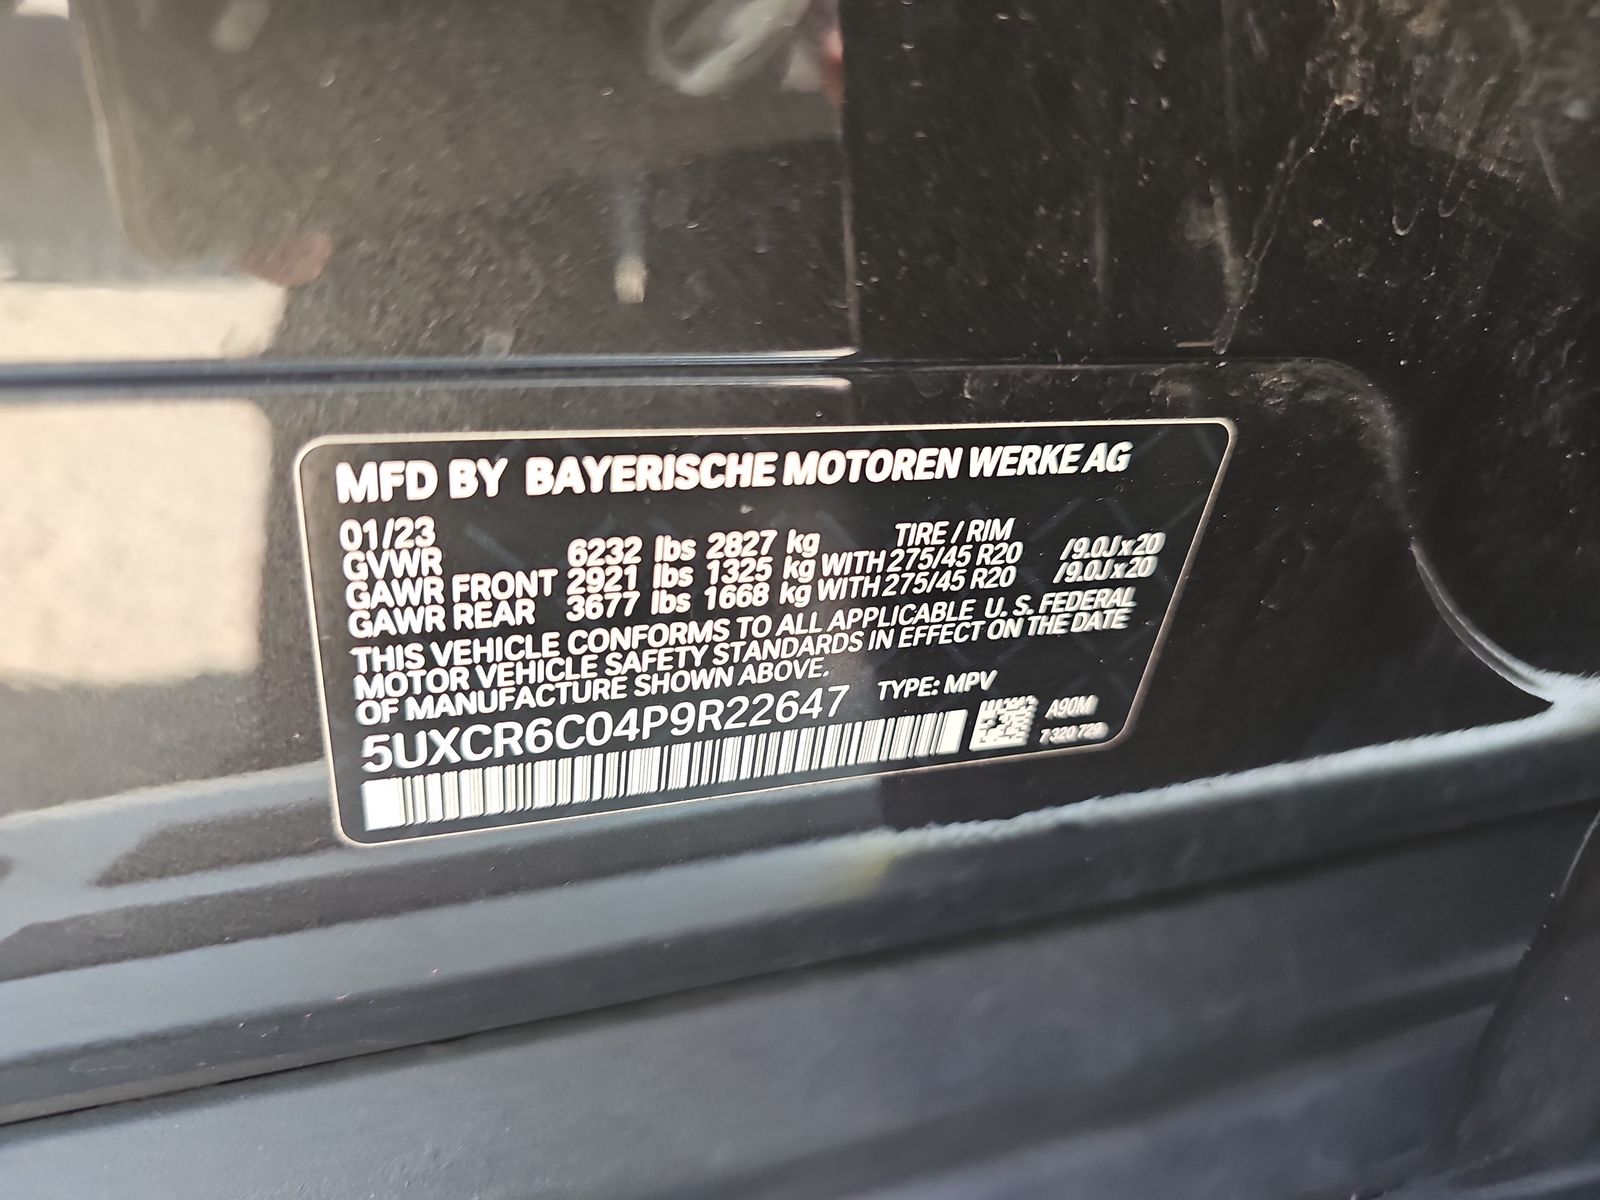 MFD BY BAYERISCHE MOTOREN WERKE AG
01/23 TIRE / RIM
GVWR 6232 lbs 2827 kg
GAWR FRONT 2921 lbs 1325 kg WITH 275/45 R20 /9.0Jx20
GAWR REAR 3677 lbs 1668 kg WITH 275/45 R20 /9.0Jx20
THIS VEHICLE CONFORMS TO ALL APPLICABLE U. S. FEDERAL
MOTOR VEHICLE SAFETY STANDARDS IN EFFECT ON THE DATE
OF MANUFACTURE SHOWN ABOVE.
5UXCR6C04P9R22647 TYPE: MPV
A90M
7 320 729